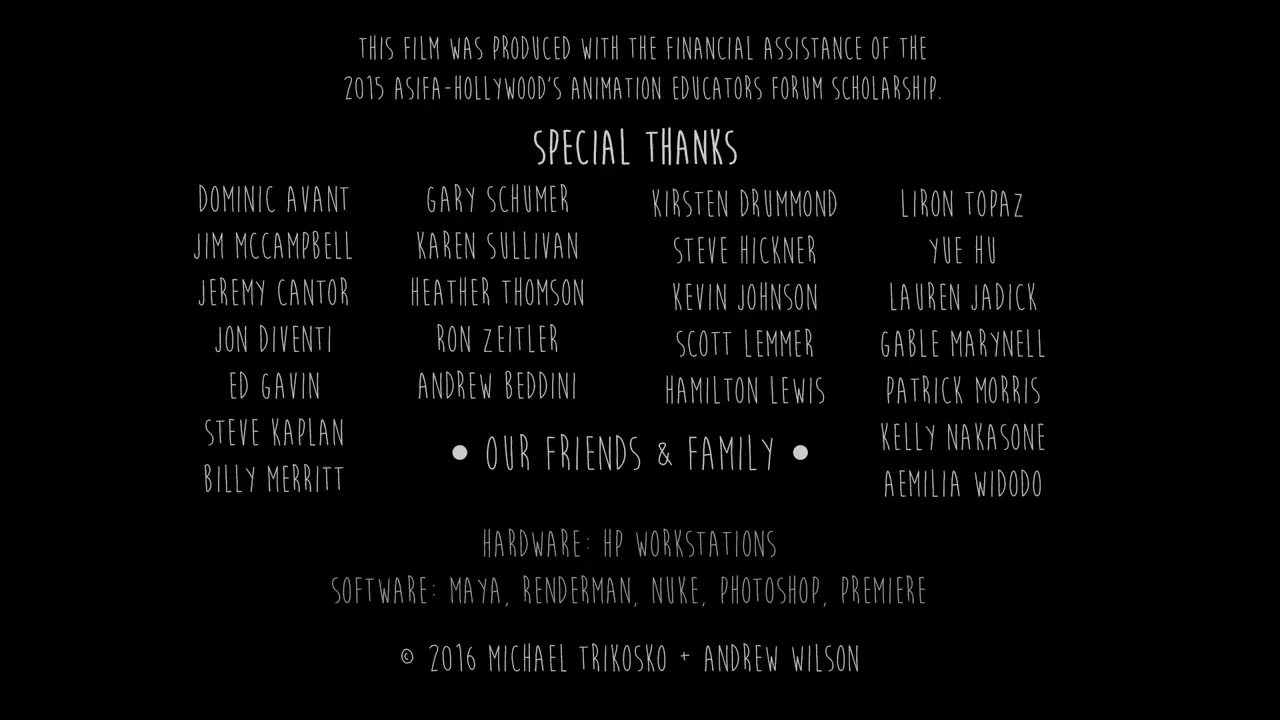 THIS FILM WAS PRODUCED WITH THE FINANCIAL ASSISTANCE OF THE
2015 ASIFA-HOLLYWOOD'S ANIMATION EDUCATORS FORUM SCHOLARSHIP.
SPECIAL THANKS
DOMINIC AVANT
JIM MCCAMPBELL
JEREMY CANTOR
JON DIVENTI
ED GAVIN
STEVE KAPLAN
BILLY MERRITT
GARY SCHUMER
KAREN SULLIVAN
HEATHER THOMSON
RON ZEITLER
ANDREW BEDDINI
KIRSTEN DRUMMOND
STEVE HICKNER
KEVIN JOHNSON
SCOTT LEMMER
HAMILTON LEWIS
LIRON TOPAZ
YUE HU
LAUREN JADICK
GABLE MARYNELL
PATRICK MORRIS
KELLY NAKASONE
AEMILIA WIDODO
• OUR FRIENDS & FAMILY •
HARDWARE: HP WORKSTATIONS
SOFTWARE: MAYA, RENDERMAN, NUKE, PHOTOSHOP, PREMIERE
© 2016 MICHAEL TRIKOSKO + ANDREW WILSON